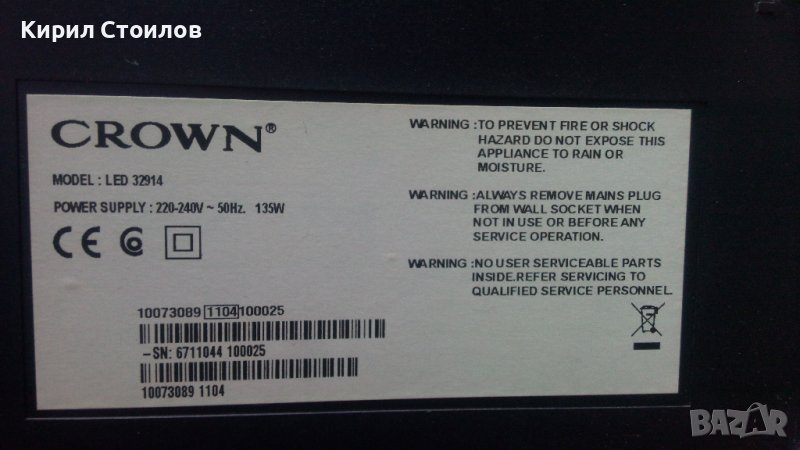 Кирил Стоилов
CROWN®
MODEL : LED 32914
POWER SUPPLY : 220-240V ~ 50Hz. 135W
CE
10073089 1104 100025
-SN: 6711044 100025
10073089 1104
WARNING :TO PREVENT FIRE OR SHOCK
HAZARD DO NOT EXPOSE THIS
APPLIANCE TO RAIN OR
MOISTURE.
WARNING :ALWAYS REMOVE MAINS PLUG
FROM WALL SOCKET WHEN
NOT IN USE OR BEFORE ANY
SERVICE OPERATION.
WARNING :NO USER SERVICEABLE PARTS
INSIDE.REFER SERVICING TO
QUALIFIED SERVICE PERSONNEL.
BAZAR